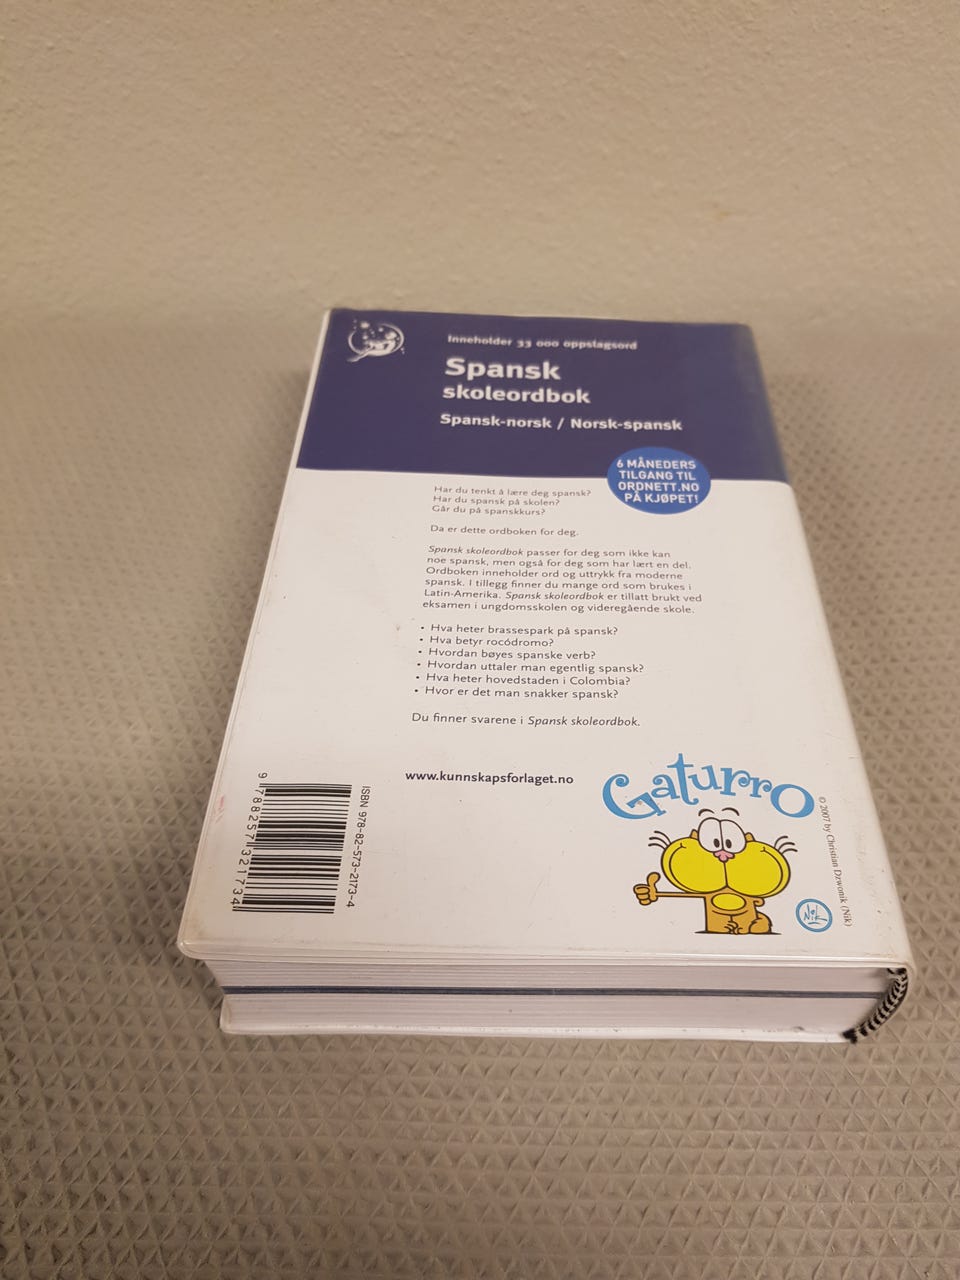 Inneholder 33 000 oppslagsord
Spansk
skoleordbok
Spansk-norsk / Norsk-spansk
6 MÅNEDERS
TILGANG TIL
ORDNETT.NO
PÅ KJØPET!
Har du tenkt å lære deg spansk?
Har du spansk på skolen?
Går du på spanskkurs?
Da er dette ordboken for deg.
Spansk skoleordbok passer for deg som ikke kan
noe spansk, men også for deg som har lært en del.
Ordboken inneholder ord og uttrykk fra moderne
spansk. I tillegg finner du mange ord som brukes i
Latin-Amerika. Spansk skoleordbok er tillatt brukt ved
eksamen i ungdomsskolen og videregående skole.
• Hva heter brassespark på spansk?
• Hva betyr rocódromo?
• Hvordan bøyes spanske verb?
• Hvordan uttaler man egentlig spansk?
• Hva heter hovedstaden i Colombia?
• Hvor er det man snakker spansk?
Du finner svarene i Spansk skoleordbok.
www.kunnskapsforlaget.no
Gaturro
© 2007 by Christian Dzwonik (Nik)
Nik
ISBN 978-82-573-2173-4
9 788257 321734